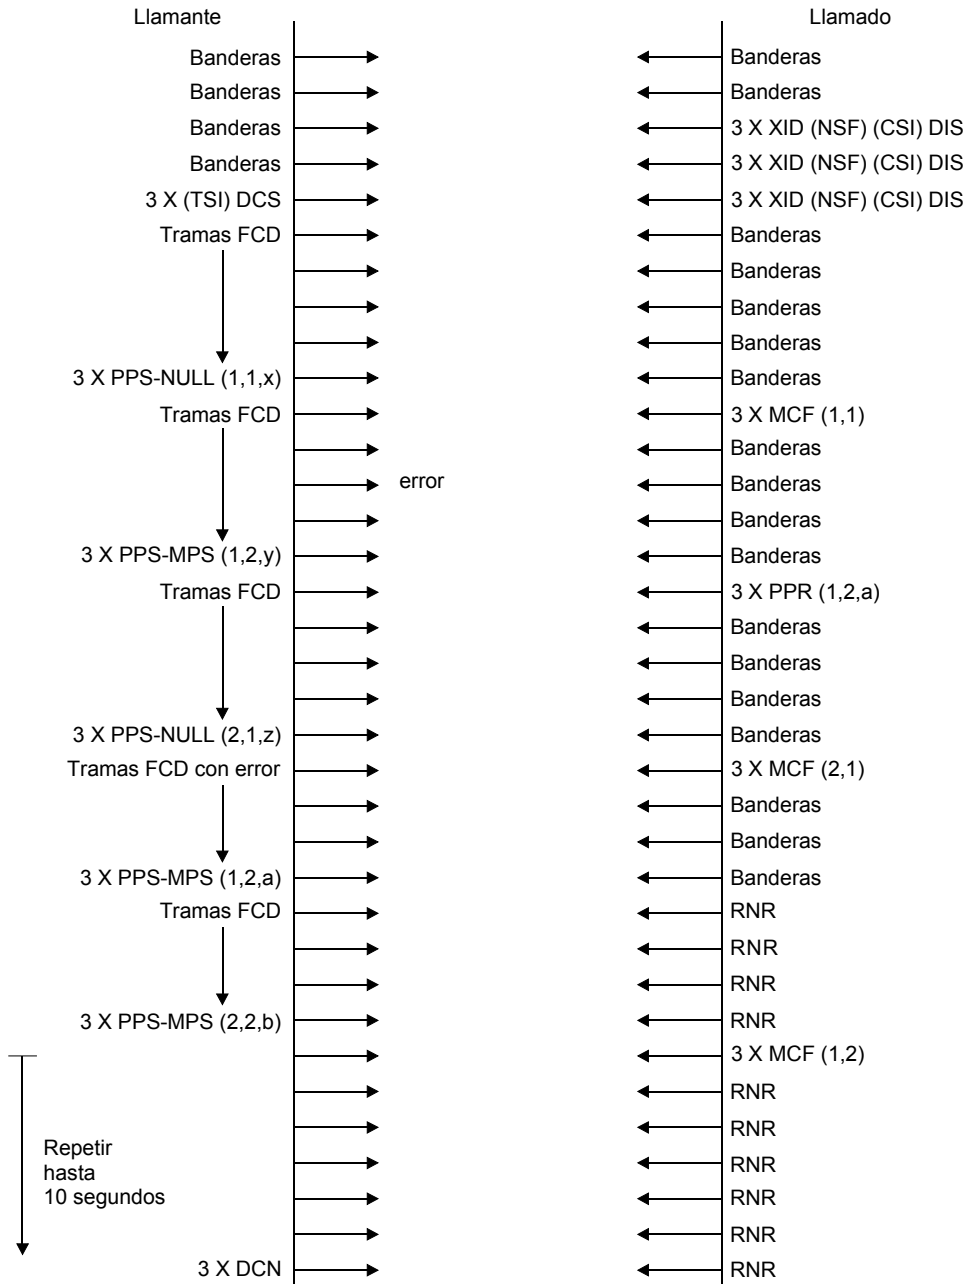 Llamante Llamado
Banderas Banderas
Banderas Banderas
Banderas 3 X XID (NSF) (CSI) DIS
Banderas 3 X XID (NSF) (CSI) DIS
3 X (TSI) DCS 3 X XID (NSF) (CSI) DIS
Tramas FCD Banderas
Banderas
Banderas
Banderas
3 X PPS-NULL (1,1,x) Banderas
Tramas FCD 3 X MCF (1,1)
Banderas
error Banderas
Banderas
3 X PPS-MPS (1,2,y) Banderas
Tramas FCD 3 X PPR (1,2,a)
Banderas
Banderas
Banderas
3 X PPS-NULL (2,1,z) Banderas
Tramas FCD con error 3 X MCF (2,1)
Banderas
Banderas
3 X PPS-MPS (1,2,a) Banderas
Tramas FCD RNR
RNR
RNR
3 X PPS-MPS (2,2,b) RNR
3 X MCF (1,2)
RNR
RNR
Repetir
hasta RNR
10 segundos RNR
RNR
3 X DCN RNR